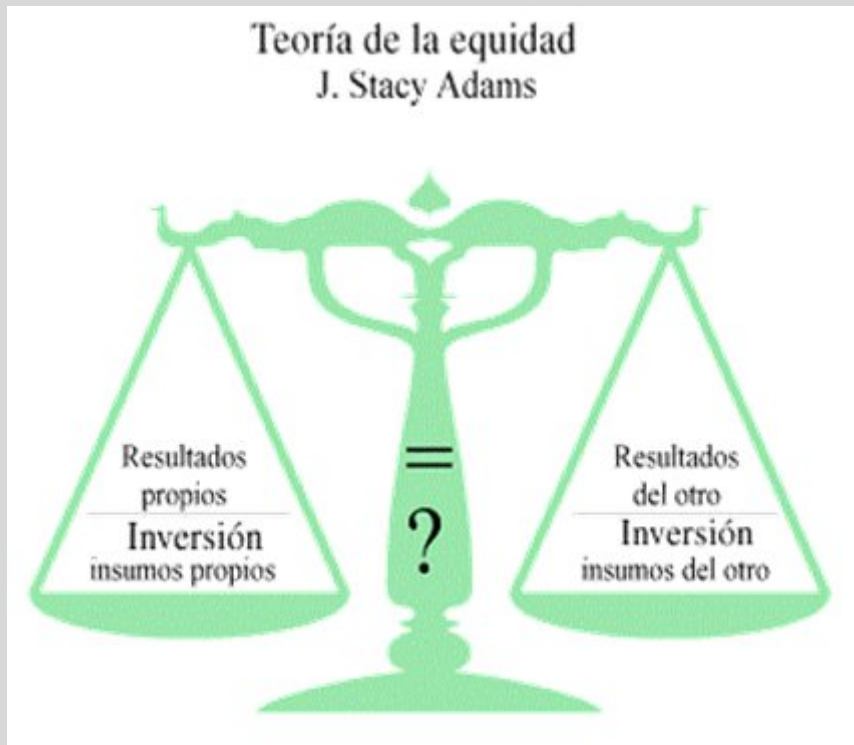 Teoría de la equidad
J. Stacy Adams
Resultados
propios
Inversión
insumos propios
=
?
Resultados
del otro
Inversión
insumos del otro